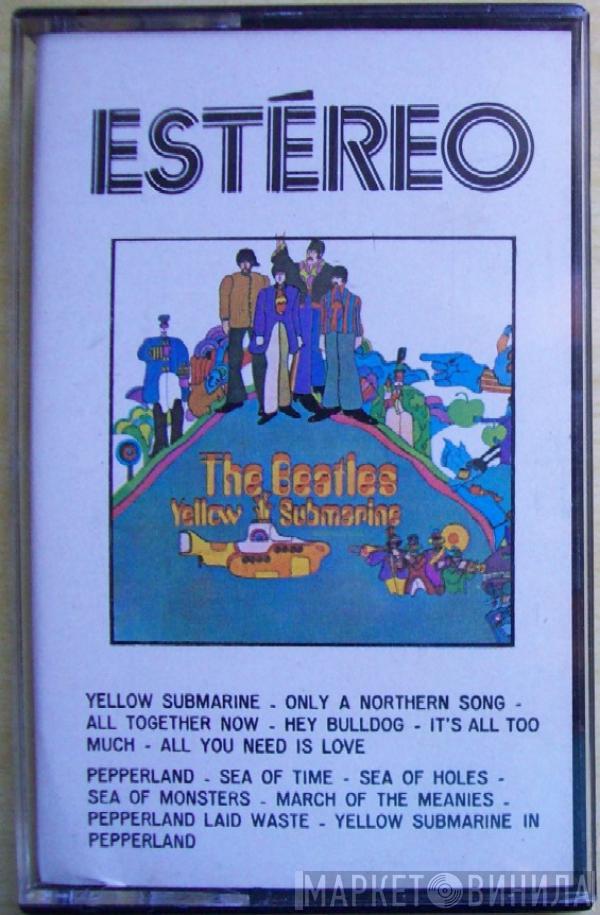 ESTÉREO
The Beatles
Yellow Submarine
YELLOW SUBMARINE - ONLY A NORTHERN SONG -
ALL TOGETHER NOW - HEY BULLDOG - IT'S ALL TOO
MUCH - ALL YOU NEED IS LOVE
PEPPERLAND - SEA OF TIME - SEA OF HOLES -
SEA OF MONSTERS - MARCH OF THE MEANIES -
PEPPERLAND LAID WASTE - YELLOW SUBMARINE IN
PEPPERLAND
МАРКЕТ ВИНИЛА